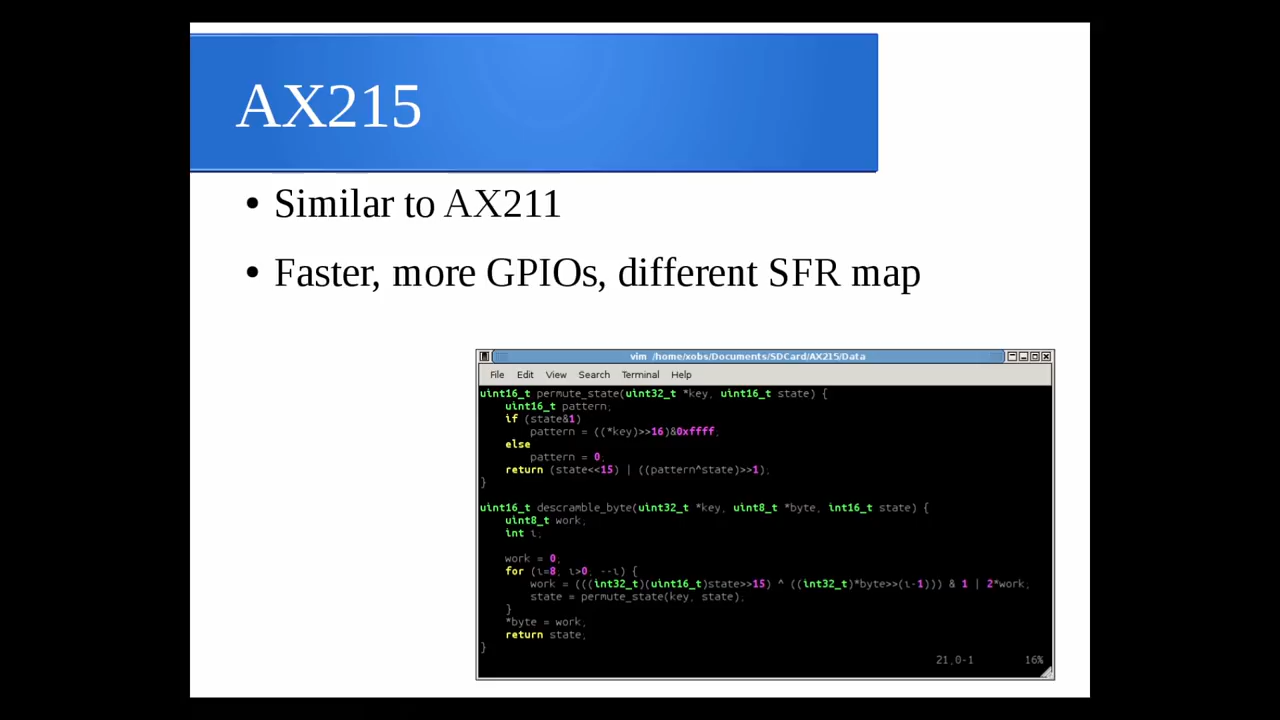 AX215
• Similar to AX211
• Faster, more GPIOs, different SFR map
vim /home/xobs/Documents/SDCard/AX215/Data
File Edit View Search Terminal Help
uint16_t permute_state(uint32_t *key, uint16_t state) {
    uint16_t pattern;
    if (state&1)
        pattern = ((*key)>>16)&0xffff;
    else
        pattern = 0;
    return (state<<15) | ((pattern^state)>>1);
}
uint16_t descramble_byte(uint32_t *key, uint8_t *byte, int16_t state) {
    uint8_t work;
    int i;
    work = 0;
    for (i=8; i>0; --i) {
        work = (((int32_t)(uint16_t)state>>15) ^ ((int32_t)*byte>>(i-1))) & 1 | 2*work;
        state = permute_state(key, state);
    }
    *byte = work;
    return state;
}
21,0-1 16%